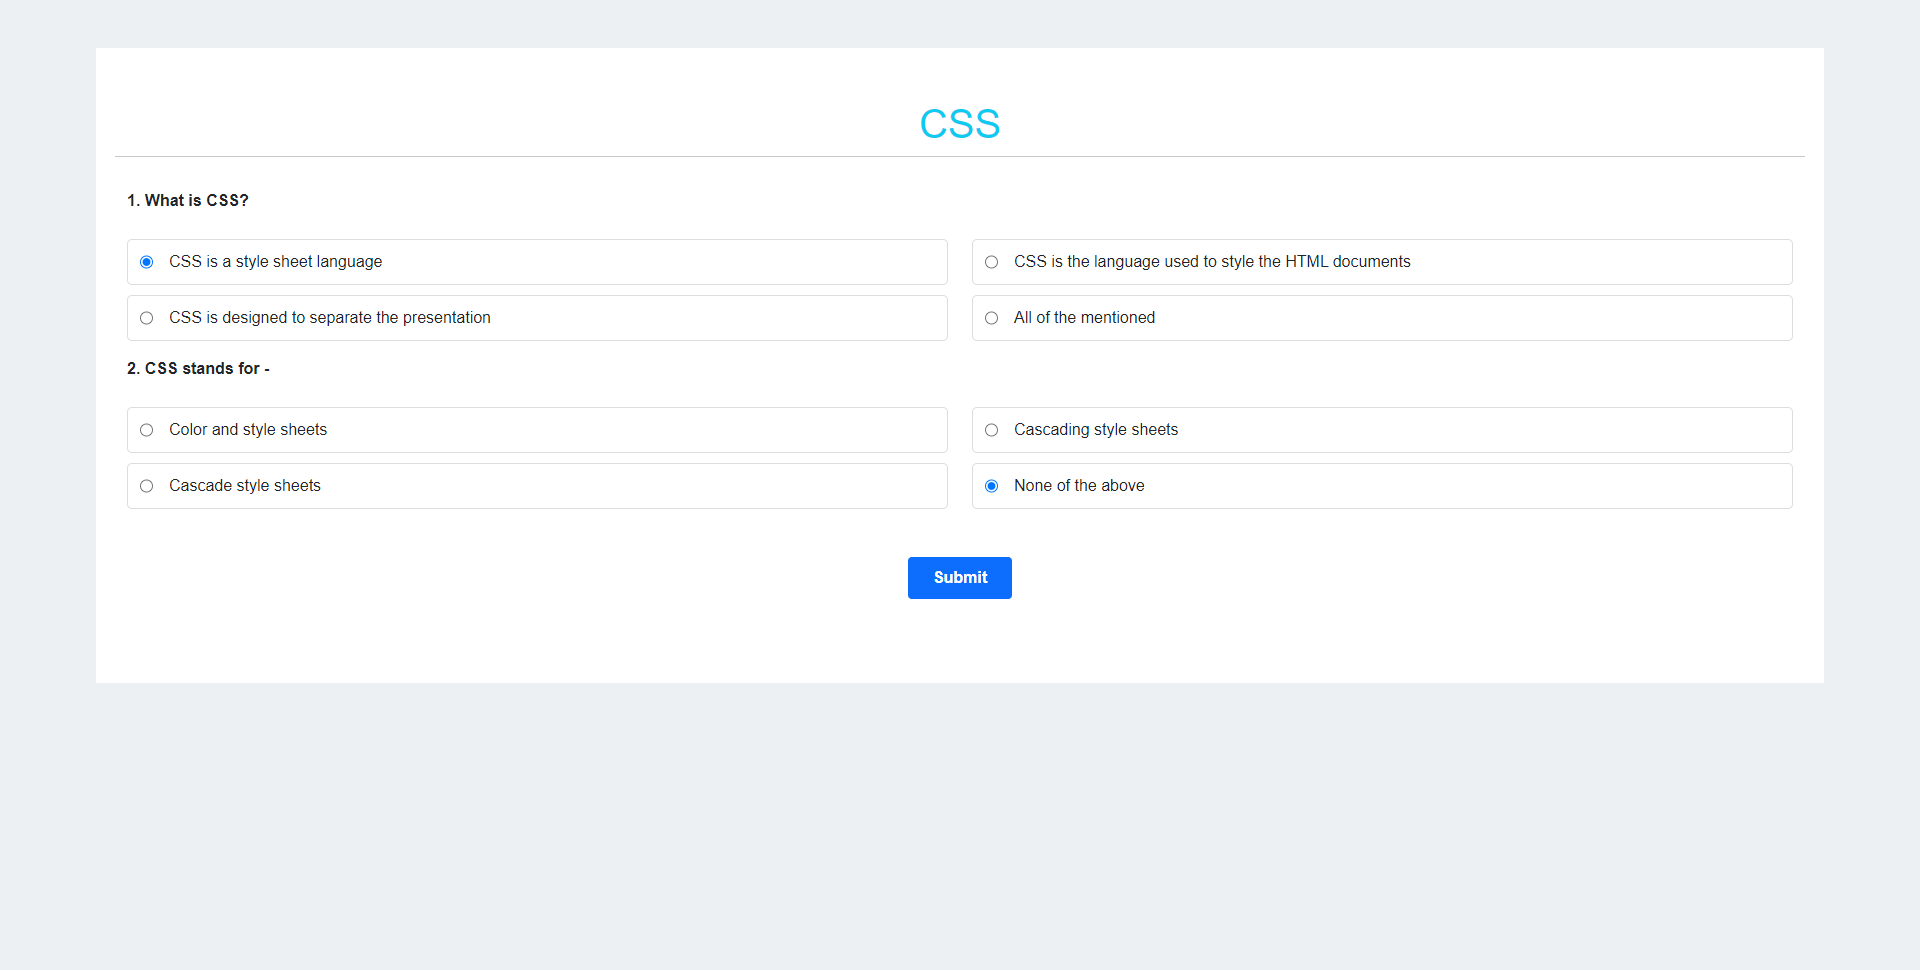 CSS
1. What is CSS?
CSS is a style sheet language
CSS is the language used to style the HTML documents
CSS is designed to separate the presentation
All of the mentioned
2. CSS stands for -
Color and style sheets
Cascading style sheets
Cascade style sheets
None of the above
Submit